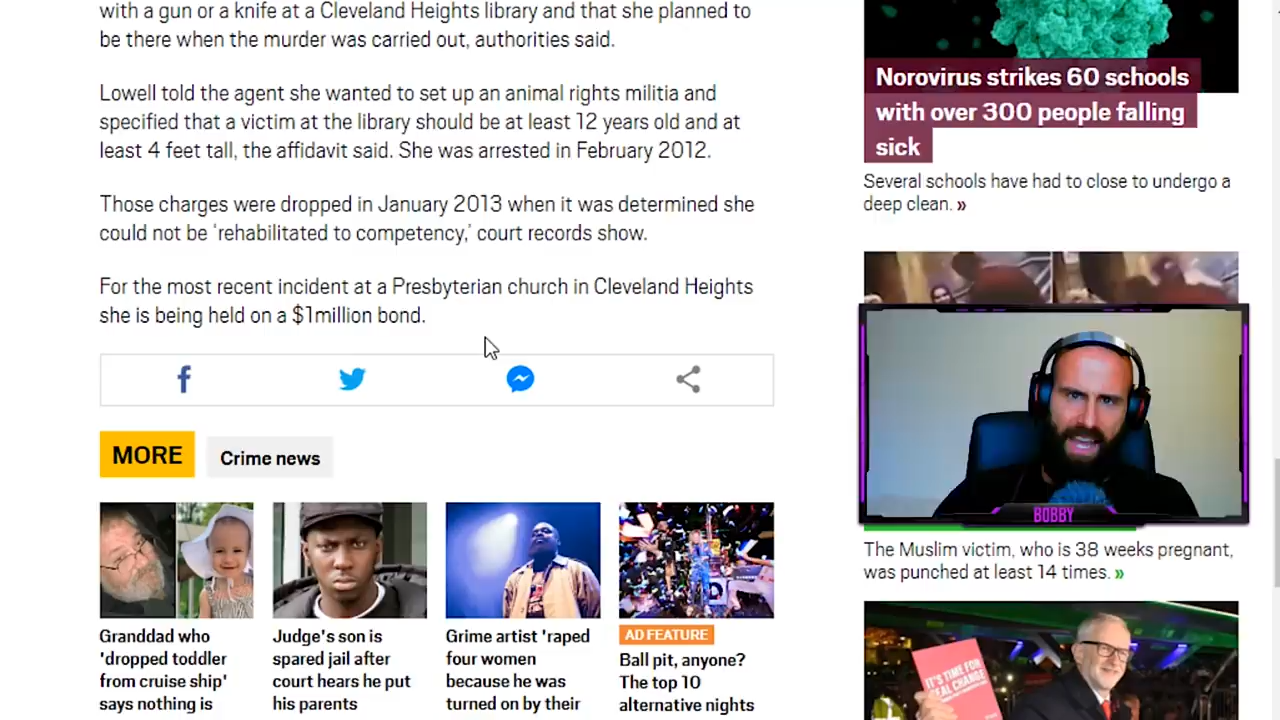 with a gun or a knife at a Cleveland Heights library and that she planned to
be there when the murder was carried out, authorities said.
Lowell told the agent she wanted to set up an animal rights militia and
specified that a victim at the library should be at least 12 years old and at
least 4 feet tall, the affidavit said. She was arrested in February 2012.
Those charges were dropped in January 2013 when it was determined she
could not be ‘rehabilitated to competency,’ court records show.
For the most recent incident at a Presbyterian church in Cleveland Heights
she is being held on a $1million bond.
MORE
Crime news
Granddad who
'dropped toddler
from cruise ship'
says nothing is
Judge's son is
spared jail after
Court hears he put
his parents
Grime artist 'raped
four women
because he was
turned on by their
AD FEATURE
Ball pit, anyone?
The top 10
alternative nights
Norovirus strikes 60 schools
with over 300 people falling
sick
Several schools have had to close to undergo a
deep clean. »
BOBBY
The Muslim victim, who is 38 weeks pregnant,
was punched at least 14 times. »
IT'S TIME FOR
REAL CHANGE